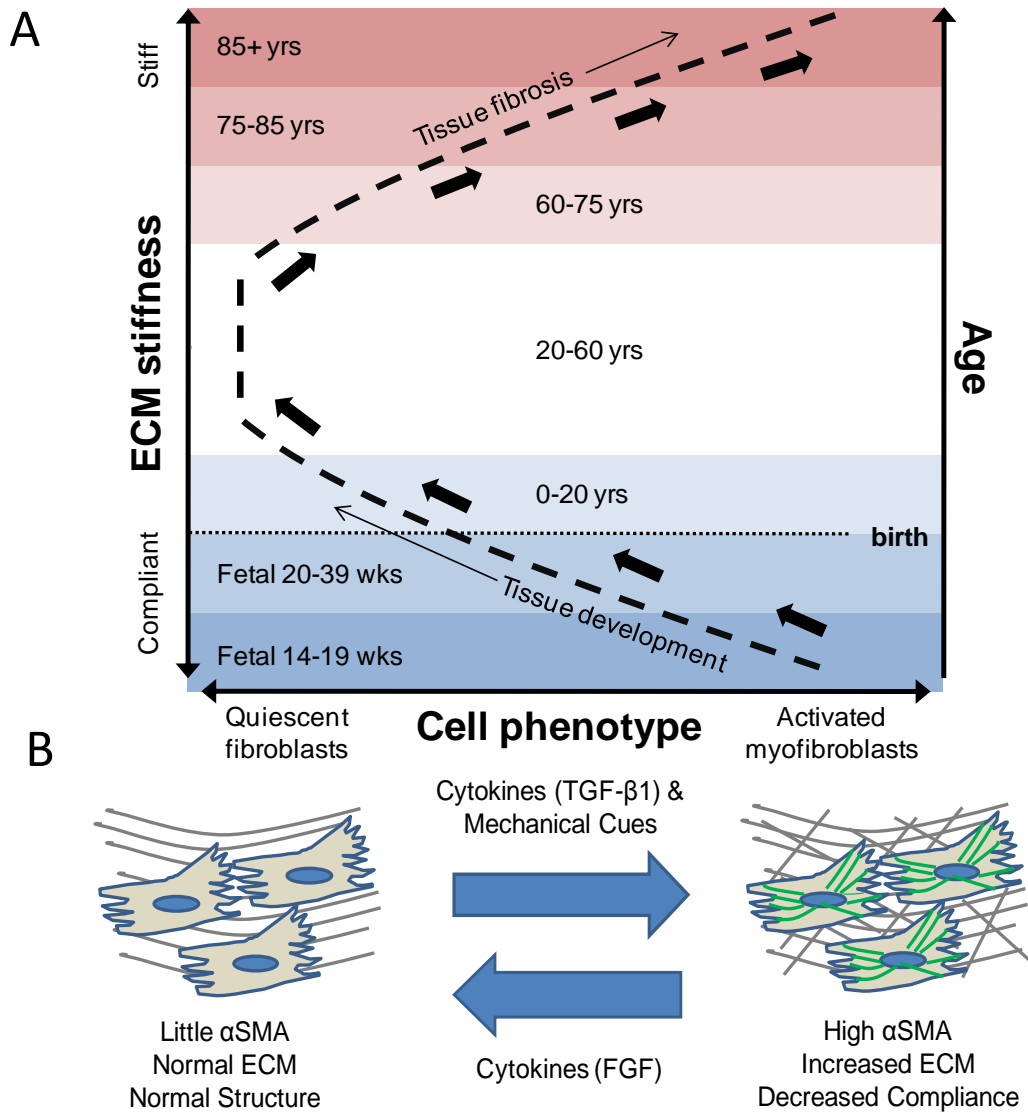 A
Stiff
ECM stiffness
Compliant
85+ yrs
75-85 yrs
Tissue fibrosis
60-75 yrs
20-60 yrs
Age
0-20 yrs
birth
Fetal 20-39 wks
Tissue development
Fetal 14-19 wks
Quiescent
fibroblasts
Cell phenotype
Activated
myofibroblasts
B
Cytokines (TGF-β1) &
Mechanical Cues
Cytokines (FGF)
Little αSMA
Normal ECM
Normal Structure
High αSMA
Increased ECM
Decreased Compliance